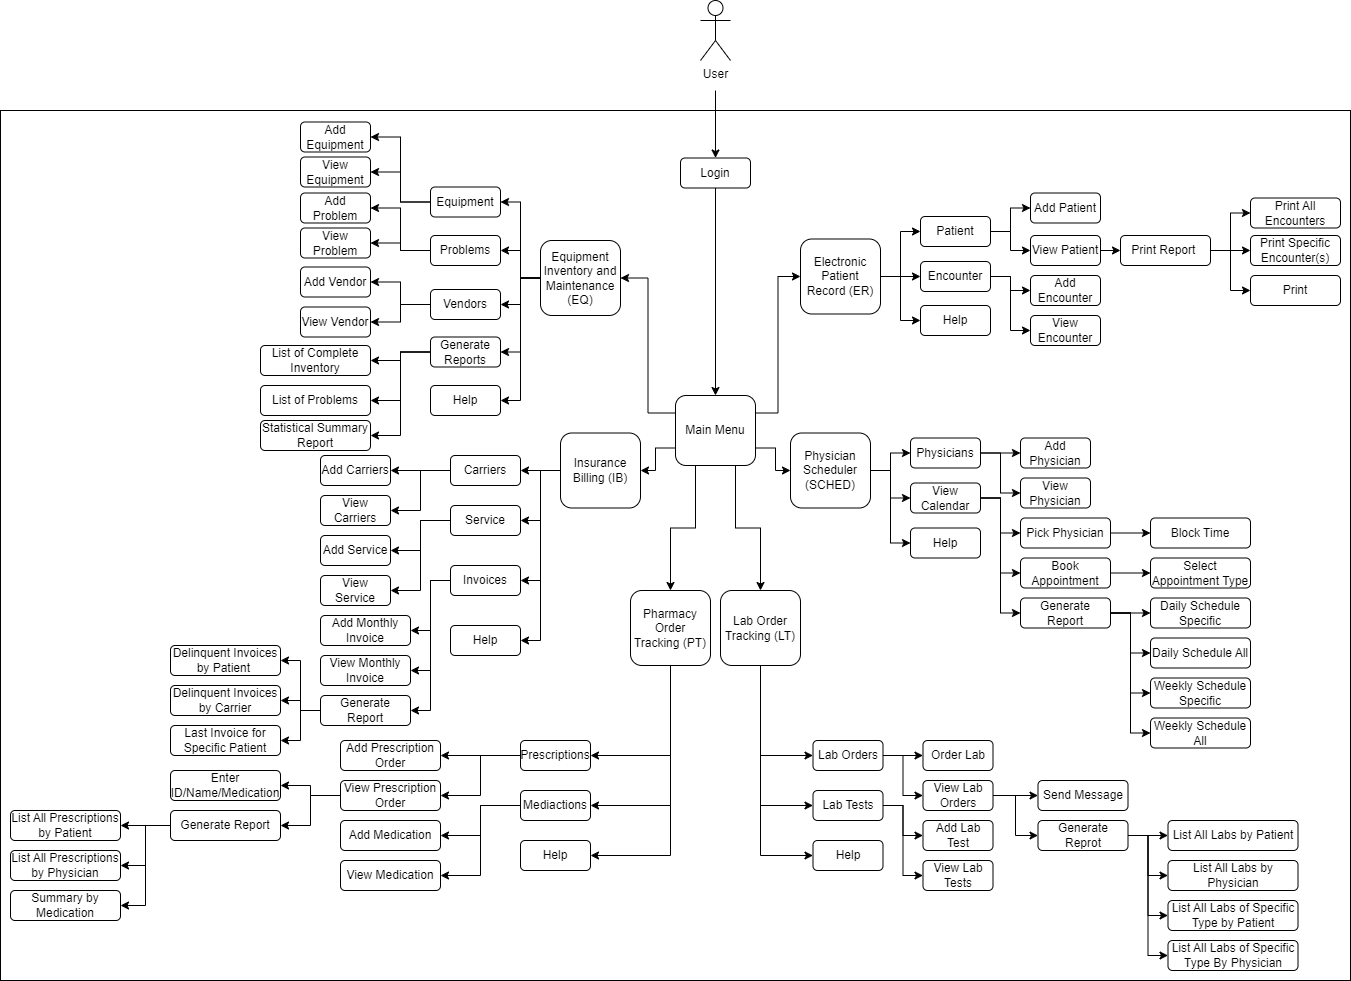 User
Login
Main Menu
Equipment
Inventory and
Maintenance
(EQ)
Equipment
Add
Equipment
View
Equipment
Problems
Add
Problem
View
Problem
Vendors
Add Vendor
View Vendor
Generate
Reports
List of Complete
Inventory
List of Problems
Statistical Summary
Report
Help
Electronic
Patient
Record (ER)
Patient
Add Patient
View Patient
Print Report
Print All
Encounters
Print Specific
Encounter(s)
Print
Encounter
Add
Encounter
View
Encounter
Help
Insurance
Billing (IB)
Carriers
Add Carriers
View
Carriers
Service
Add Service
View
Service
Invoices
Add Monthly
Invoice
View Monthly
Invoice
Generate
Report
Delinquent Invoices
by Patient
Delinquent Invoices
by Carrier
Last Invoice for
Specific Patient
Help
Physician
Scheduler
(SCHED)
Physicians
Add
Physician
View
Physician
View
Calendar
Pick Physician
Block Time
Book
Appointment
Select
Appointment Type
Generate
Report
Daily Schedule
Specific
Daily Schedule All
Weekly Schedule
Specific
Weekly Schedule
All
Help
Pharmacy
Order
Tracking (PT)
Prescriptions
Add Prescription
Order
View Prescription
Order
Enter
ID/Name/Medication
Generate Report
List All Prescriptions
by Patient
List All Prescriptions
by Physician
Summary by
Medication
Mediactions
Add Medication
View Medication
Help
Lab Order
Tracking (LT)
Lab Orders
Order Lab
View Lab
Orders
Send Message
Generate
Reprot
List All Labs by Patient
List All Labs by
Physician
List All Labs of Specific
Type by Patient
List All Labs of Specific
Type By Physician
Lab Tests
Add Lab
Test
View Lab
Tests
Help